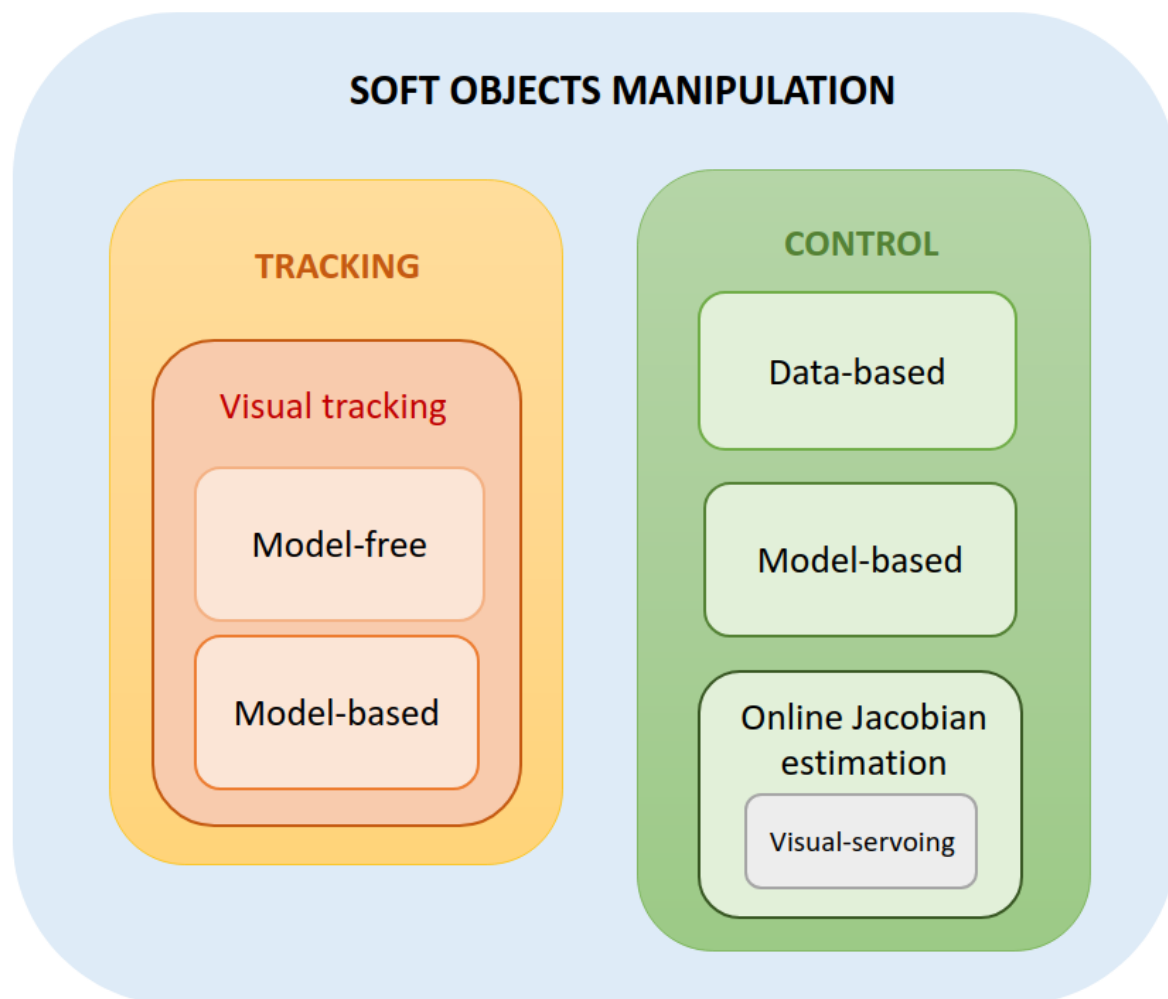 SOFT OBJECTS MANIPULATION
TRACKING
Visual tracking
Model-free
Model-based
CONTROL
Data-based
Model-based
Online Jacobian
estimation
Visual-servoing